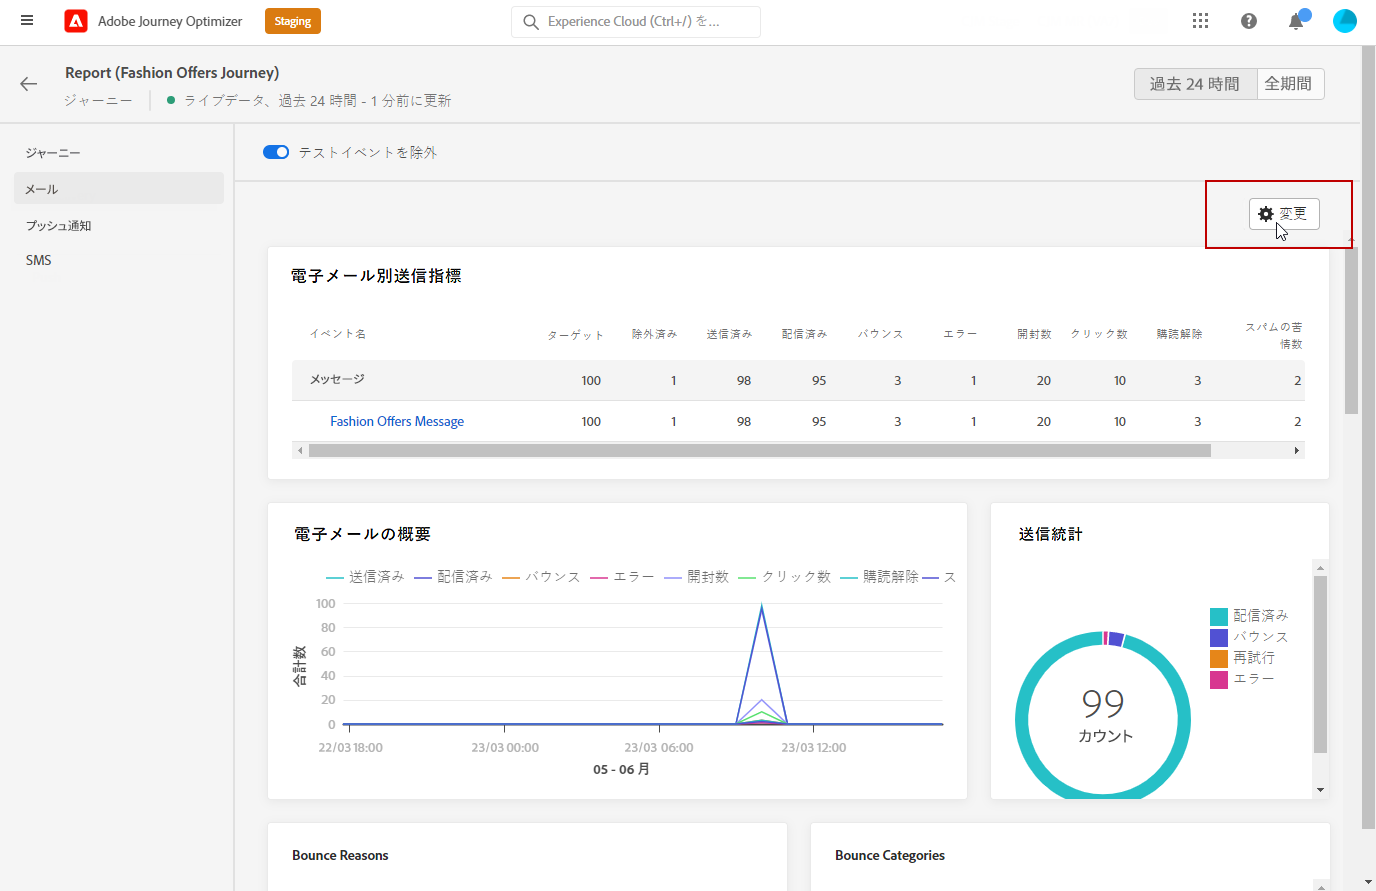 Adobe Journey Optimizer
Staging
Experience Cloud (Ctrl+/) を...
Report (Fashion Offers Journey)
ジャーニー
ライブデータ、過去 24 時間 - 1 分前に更新
過去 24 時間
全期間
ジャーニー
メール
プッシュ通知
SMS
テストイベントを除外
変更
電子メール別送信指標
イベント名 ターゲット 除外済み 送信済み 配信済み バウンス エラー 開封数 クリック数 購読解除 スパムの苦
情数
メッセージ 100 1 98 95 3 1 20 10 3 2
Fashion Offers Message 100 1 98 95 3 1 20 10 3 2
電子メールの概要
送信済み 配信済み バウンス エラー 開封数 クリック数 購読解除 ス
合計数
100
80
60
40
20
0
22/03 18:00 23/03 00:00 23/03 06:00 23/03 12:00
05 - 06 月
送信統計
99
カウント
配信済み
バウンス
再試行
エラー
Bounce Reasons
Bounce Categories